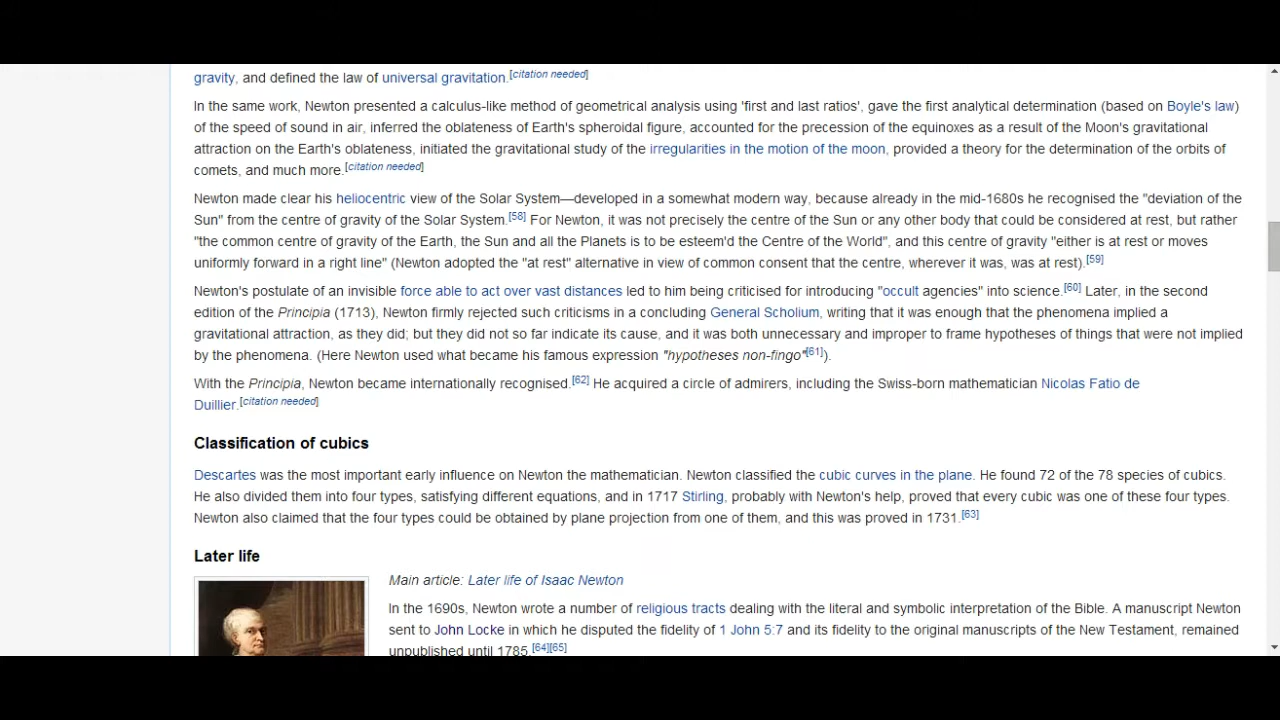 gravity, and defined the law of universal gravitation.[citation needed]
In the same work, Newton presented a calculus-like method of geometrical analysis using 'first and last ratios', gave the first analytical determination (based on Boyle's law)
of the speed of sound in air, inferred the oblateness of Earth's spheroidal figure, accounted for the precession of the equinoxes as a result of the Moon's gravitational
attraction on the Earth's oblateness, initiated the gravitational study of the irregularities in the motion of the moon, provided a theory for the determination of the orbits of
comets, and much more.[citation needed]
Newton made clear his heliocentric view of the Solar System—developed in a somewhat modern way, because already in the mid-1680s he recognised the "deviation of the
Sun" from the centre of gravity of the Solar System.[58] For Newton, it was not precisely the centre of the Sun or any other body that could be considered at rest, but rather
"the common centre of gravity of the Earth, the Sun and all the Planets is to be esteem'd the Centre of the World", and this centre of gravity "either is at rest or moves
uniformly forward in a right line" (Newton adopted the "at rest" alternative in view of common consent that the centre, wherever it was, was at rest).[59]
Newton's postulate of an invisible force able to act over vast distances led to him being criticised for introducing "occult agencies" into science.[60] Later, in the second
edition of the Principia (1713), Newton firmly rejected such criticisms in a concluding General Scholium, writing that it was enough that the phenomena implied a
gravitational attraction, as they did; but they did not so far indicate its cause, and it was both unnecessary and improper to frame hypotheses of things that were not implied
by the phenomena. (Here Newton used what became his famous expression "hypotheses non-fingo"[61]).
With the Principia, Newton became internationally recognised.[62] He acquired a circle of admirers, including the Swiss-born mathematician Nicolas Fatio de
Duillier.[citation needed]
Classification of cubics
Descartes was the most important early influence on Newton the mathematician. Newton classified the cubic curves in the plane. He found 72 of the 78 species of cubics.
He also divided them into four types, satisfying different equations, and in 1717 Stirling, probably with Newton's help, proved that every cubic was one of these four types.
Newton also claimed that the four types could be obtained by plane projection from one of them, and this was proved in 1731.[63]
Later life
Main article: Later life of Isaac Newton
In the 1690s, Newton wrote a number of religious tracts dealing with the literal and symbolic interpretation of the Bible. A manuscript Newton
sent to John Locke in which he disputed the fidelity of 1 John 5:7 and its fidelity to the original manuscripts of the New Testament, remained
unpublished until 1785.[64][65]